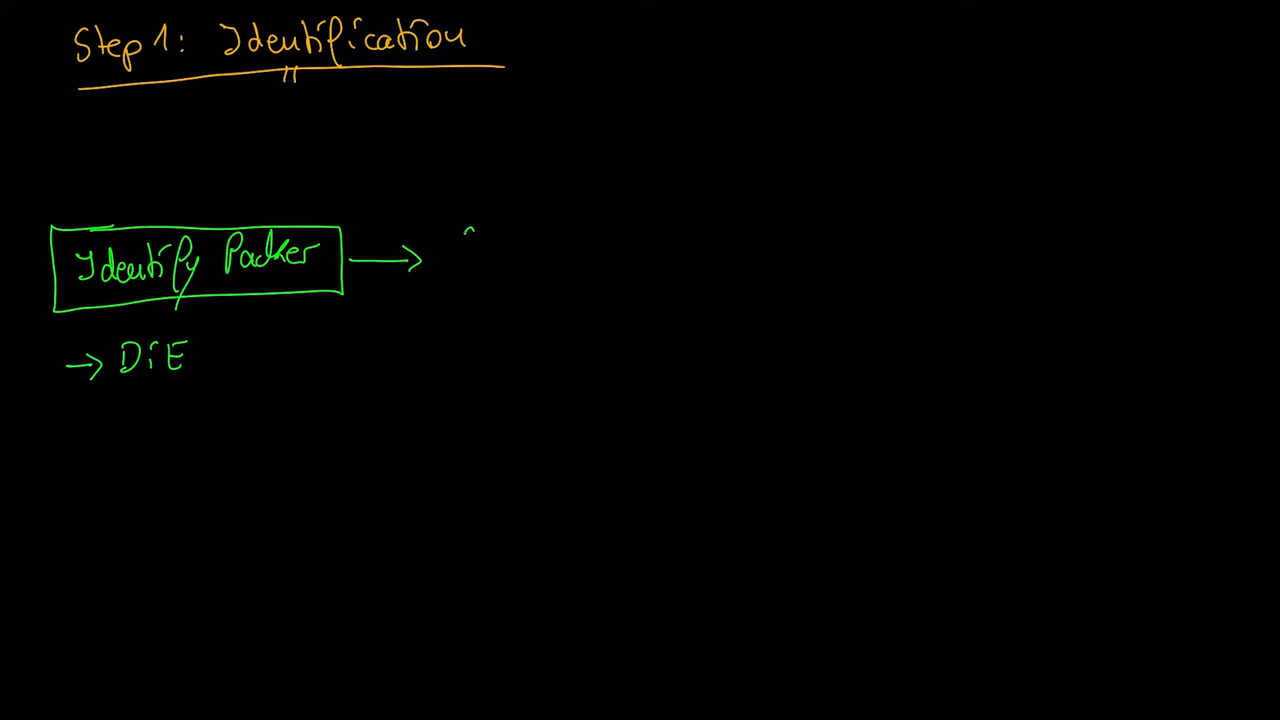 Step 1: Identification
Identify Packer
→ DiE